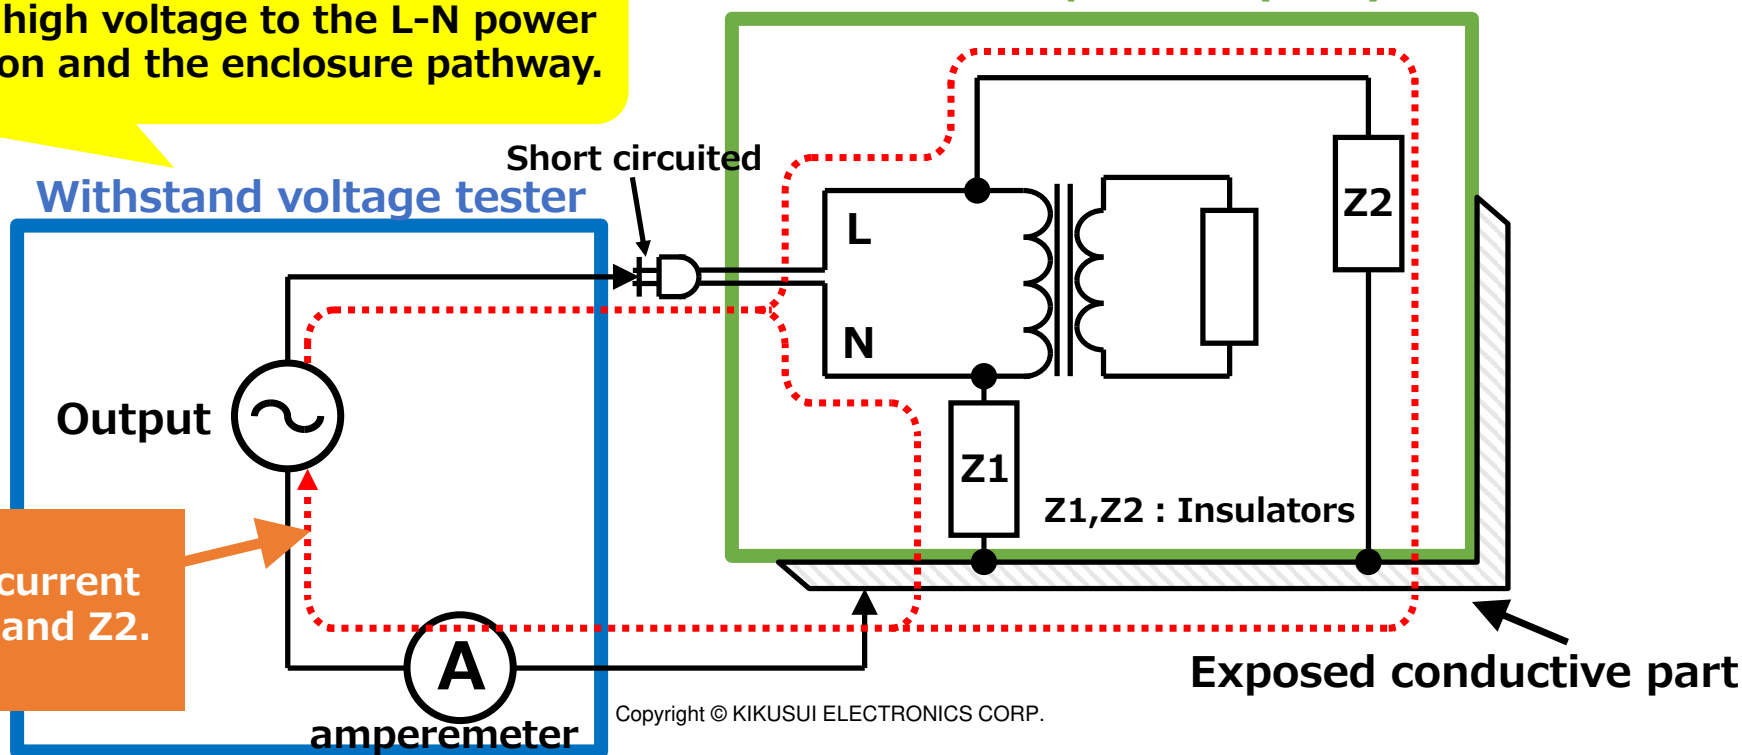 high voltage to the L-N power
on and the enclosure pathway.
Short circuited
Withstand voltage tester
L
Z2
N
Output
Z1
Z1,Z2 : Insulators
current
and Z2.
A
Exposed conductive part
Copyright © KIKUSUI ELECTRONICS CORP.
amperemeter